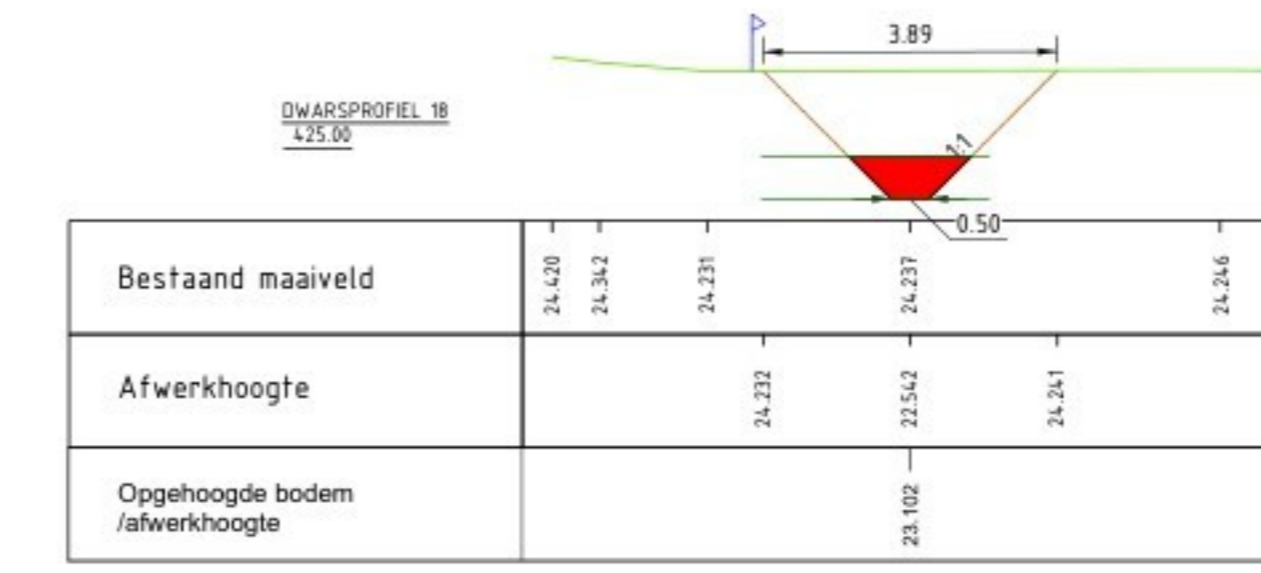 3.89
DWARSPROFIEL 18
425.00
1:1
0.50
Bestaand maaiveld
24.420
24.342
24.231
24.237
24.246
Afwerkhoogte
24.232
22.542
24.241
Opgehoogde bodem
/afwerkhoogte
23.102